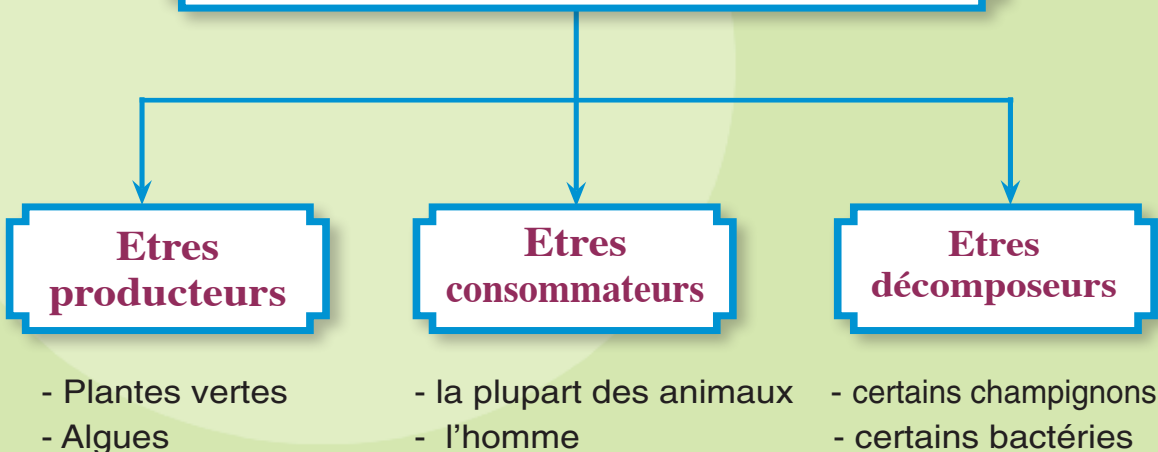 Etres
producteurs
Etres
consommateurs
Etres
décomposeurs
- Plantes vertes
- Algues
- la plupart des animaux
- l'homme
- certains champignons
- certains bactéries